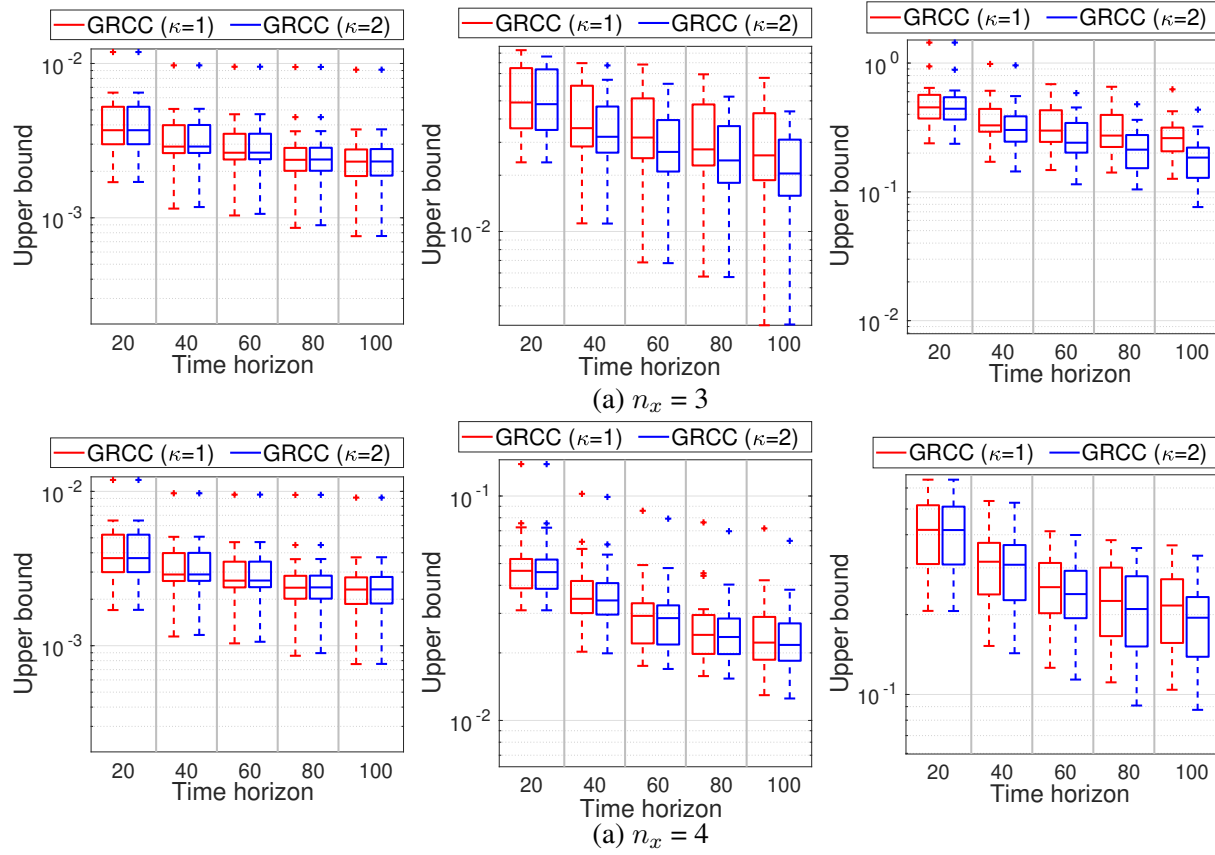 GRCC (κ=1) GRCC (κ=2)
10⁻²
10⁻³
Upper bound
20 40 60 80 100
Time horizon
GRCC (κ=1) GRCC (κ=2)
10⁻²
Upper bound
20 40 60 80 100
Time horizon
GRCC (κ=1) GRCC (κ=2)
10⁰
10⁻¹
10⁻²
Upper bound
20 40 60 80 100
Time horizon
(a) nₓ = 3
GRCC (κ=1) GRCC (κ=2)
10⁻²
10⁻³
Upper bound
20 40 60 80 100
Time horizon
GRCC (κ=1) GRCC (κ=2)
10⁻¹
10⁻²
Upper bound
20 40 60 80 100
Time horizon
GRCC (κ=1) GRCC (κ=2)
10⁻¹
Upper bound
20 40 60 80 100
Time horizon
(a) nₓ = 4